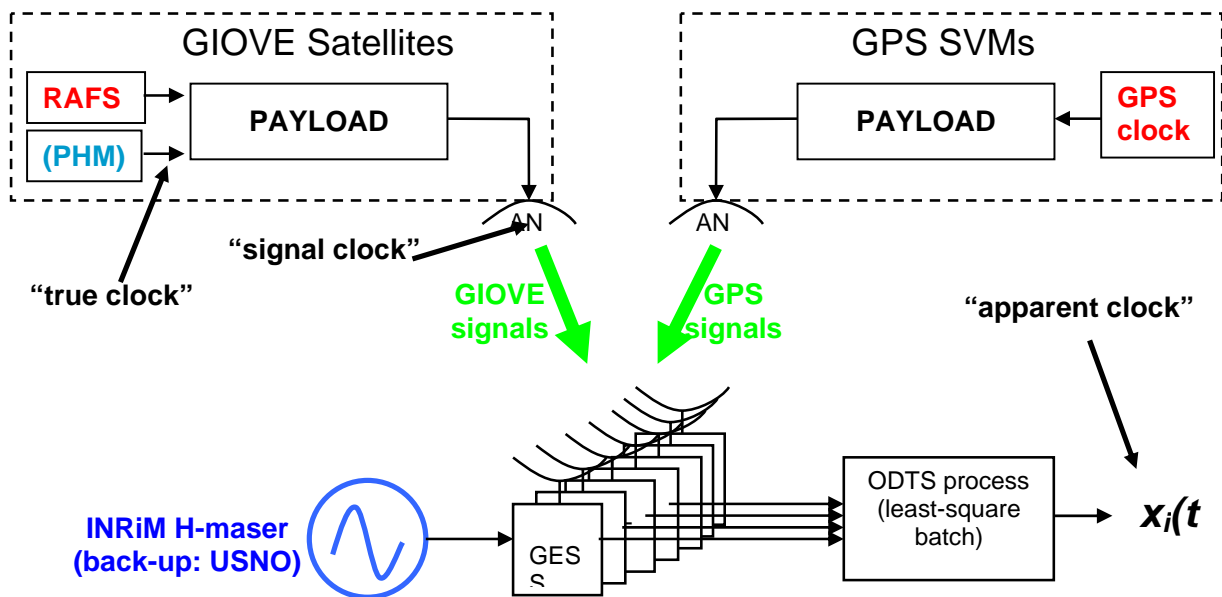 GIOVE Satellites
GPS SVMs
RAFS
(PHM)
PAYLOAD
PAYLOAD
GPS
clock
AN
AN
“signal clock”
“true clock”
GIOVE
signals
GPS
signals
“apparent clock”
INRiM H-maser
(back-up: USNO)
GES
S
ODTS process
(least-square
batch)
xi(t